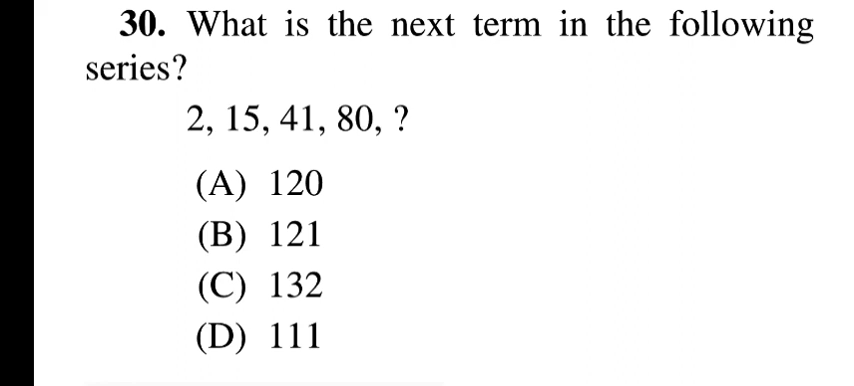 30. What is the next term in the following
series?
2, 15, 41, 80, ?
(A) 120
(B) 121
(C) 132
(D) 111